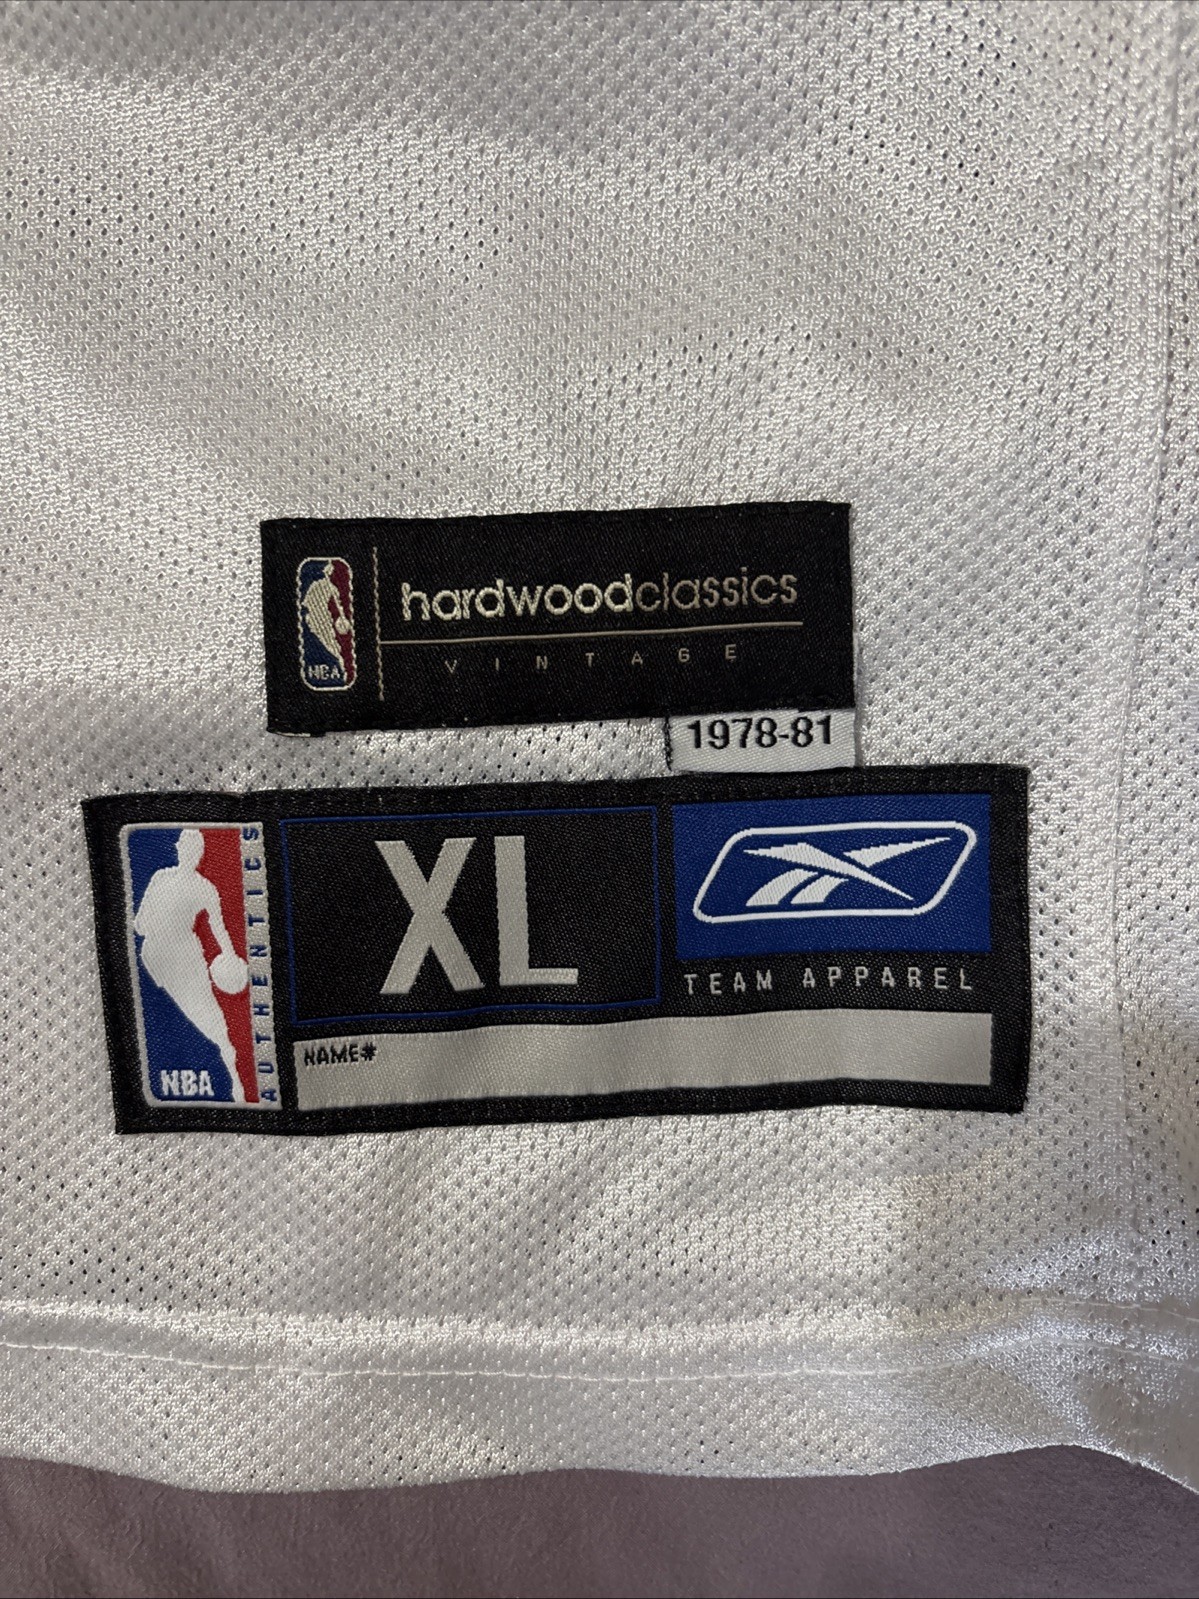 NBA
hardwoodclassics
VINTAGE
1978-81
NBA
AUTHENTICS
XL
TEAM APPAREL
NAME#